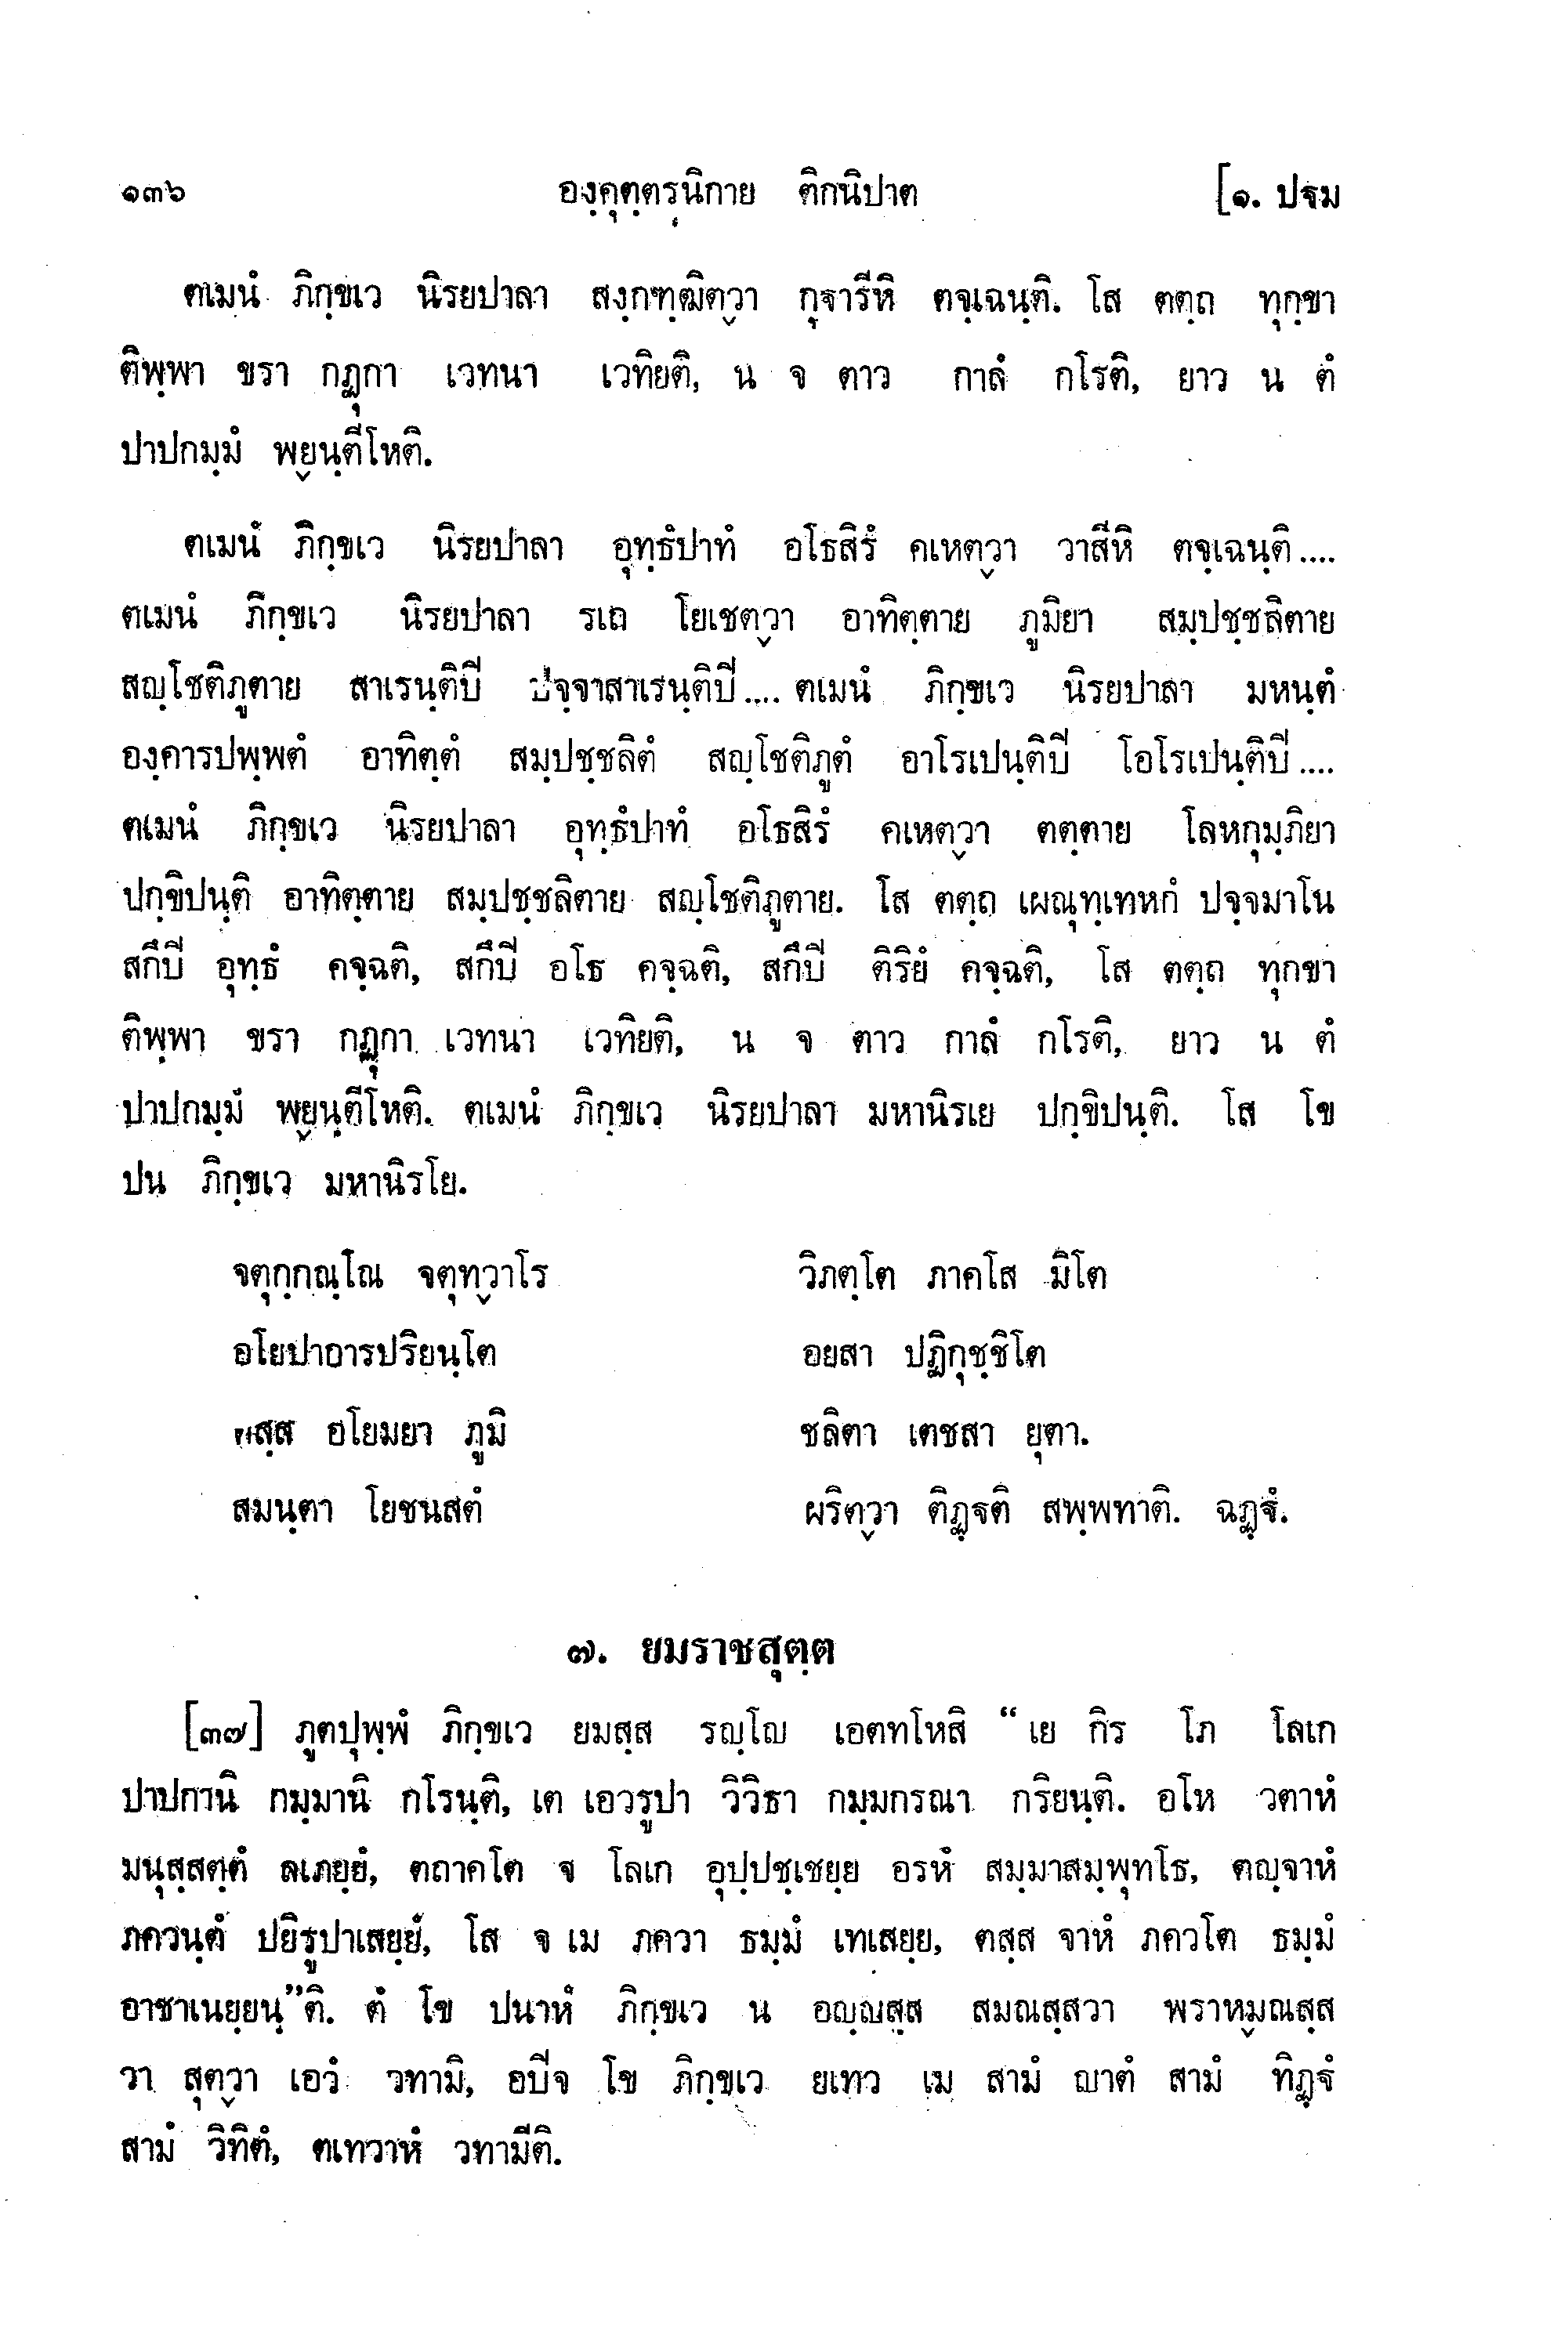 ๑๓๖ องฺคุตฺตรนิกาย ติกนิปาต [๑. ปฐม
ตเมนํ ภิกฺขเว นิรยปาลา สงฺกฑฺฒิตฺวา กุฐารีหิ ตจฺเฉนฺติ. โส ตตฺถ ทุกฺขา
ติพฺพา ขรา กฏุกา เวทนา เวทิยติ, น จ ตาว กาลํ กโรติ, ยาว น ตํ
ปาปกมฺมํ พฺยนฺตีโหติ.
ตเมนํ ภิกฺขเว นิรยปาลา อุทฺธํปาทํ อโธสิรํ คเหตฺวา วาสีหิ ตจฺเฉนฺติ....
ตเมนํ ภิกฺขเว นิรยปาลา รเถ โยเชตฺวา อาทิตฺตาย ภูมิยา สมฺปชฺชลิตาย
สญฺโชติภูตาย สาเรนฺติปิ ปจฺจาสาเรนฺติปิ.... ตเมนํ ภิกฺขเว นิรยปาลา มหนฺตํ
องฺคารปพฺพตํ อาทิตฺตํ สมฺปชฺชลิตํ สญฺโชติภูตํ อาโรเปนฺติปิ โอโรเปนฺติปิ....
ตเมนํ ภิกฺขเว นิรยปาลา อุทฺธํปาทํ อโธสิรํ คเหตฺวา ตตฺตาย โลหกุมฺภิยา
ปกฺขิปนฺติ อาทิตฺตาย สมฺปชฺชลิตาย สญฺโชติภูตาย. โส ตตฺถ เผณุทฺเทหกํ ปจฺจมาโน
สกึปิ อุทฺธํ คจฺฉติ, สกึปิ อโธ คจฺฉติ, สกึปิ ติริยํ คจฺฉติ, โส ตตฺถ ทุกขา
ติพฺพา ขรา กฏุกา เวทนา เวทิยติ, น จ ตาว กาลํ กโรติ, ยาว น ตํ
ปาปกมฺมํ พฺยนฺตีโหติ. ตเมนํ ภิกฺขเว นิรยปาลา มหานิรเย ปกฺขิปนฺติ. โส โข
ปน ภิกฺขเว มหานิรโย.
จตุกฺกณฺโณ จตุทฺวาโร วิภตฺโต ภาคโส มิโต
อโยปาการปริยนฺโต อยสา ปฏิกุชฺชิโต
ตสฺส อโยมยา ภูมิ ชลิตา เตชสา ยุตา.
สมนฺตา โยชนสตํ ผริตฺวา ติฏฺฐติ สพฺพทาติ. ฉฏฺฐํ.
๗. ยมราชสุตฺต
[๓๗] ภูตปุพฺพํ ภิกฺขเว ยมสฺส รญฺโญ เอตทโหสิ “ เย กิร โภ โลเก
ปาปกานิ กมฺมานิ กโรนฺติ, เต เอวรูปา วิวิธา กมฺมกรณา กริยนฺติ. อโห วตาหํ
มนุสฺสตฺตํ ลเภยฺยํ, ตถาคโต จ โลเก อุปฺปชฺเชยฺย อรหํ สมฺมาสมฺพุทโธ, ตญฺจาหํ
ภควนฺตํ ปยิรูปาเสยฺยํ, โส จ เม ภควา ธมฺมํ เทเสยฺย, ตสฺส จาหํ ภควโต ธมฺมํ
อาชาเนยฺยนฺ”ติ. ตํ โข ปนาหํ ภิกฺขเว น อญฺญสฺส สมณสฺสวา พฺราหฺมณสฺส
วา สุตฺวา เอวํ วทามิ, อปิจ โข ภิกฺขเว ยเทว เม สามํ ญาตํ สามํ ทิฏฺฐํ
สามํ วิทิตํ, ตเทวาหํ วทามีติ.